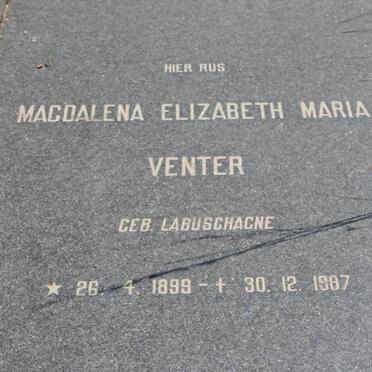 HIER RUS
MAGDALENA ELIZABETH MARIA
VENTER
GEB. LABUSCHAGNE
★ 26. 4. 1899 - ✝ 30. 12. 1987